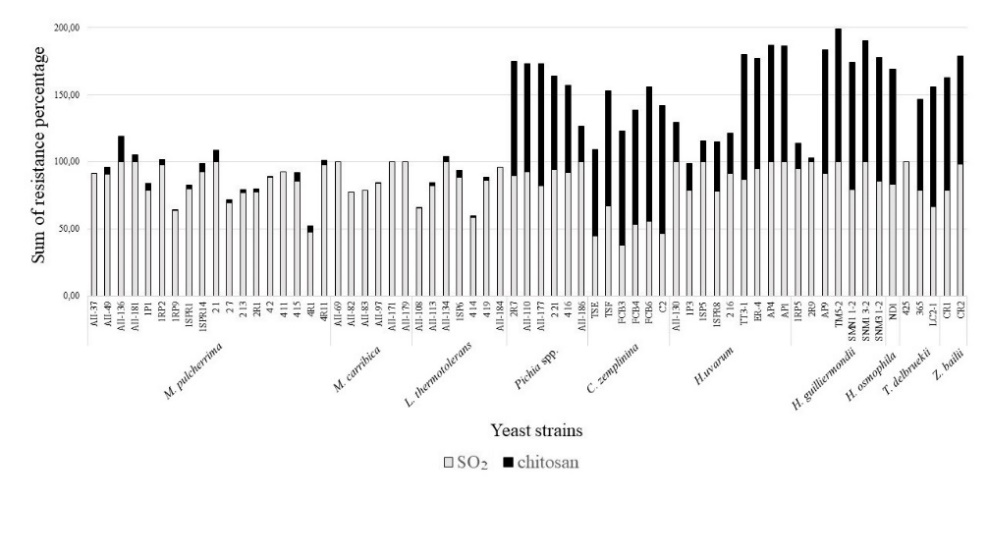 Sum of resistance percentage
200,00
150,00
100,00
50,00
0,00
AII-37
AII-49
AII-136
AII-181
1P1
1RP2
1RP9
1SPR1
1SPR14
2 1
2 7
2 13
2R1
4 2
411
4 15
4R1
4R11
AII-69
AII-82
AII-83
AII-97
AII-171
AII-179
AII-108
AII-113
AII-134
1SP6
4 14
4 19
AII-184
2R7
AII-110
AII-177
2 21
4 16
AII-186
TSE
TSF
FCB3
FCB4
FCB6
C2
AII-130
1P3
1SP5
1SPR8
2 16
TT3-1
ER-4
AP4
AP1
1RP5
2R9
AP9
TM5-2
SMN1 1-2
SNM1 3-2
SNM3 1-2
ND1
425
365
LC2-1
CR1
CR2
M. pulcherrima
M. carribica
L. thermotolerans
Pichia spp.
C. zemplinina
H.uvarum
H. guilliermondii
H. osmophila
T. delbruekii
Z. bailii
Yeast strains
SO₂ chitosan